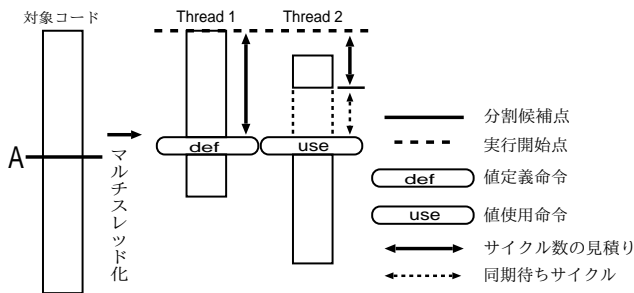 対象コード
Thread 1
Thread 2
A
マルチスレッド化
def
use
分割候補点
実行開始点
def
値定義命令
use
値使用命令
サイクル数の見積り
同期待ちサイクル